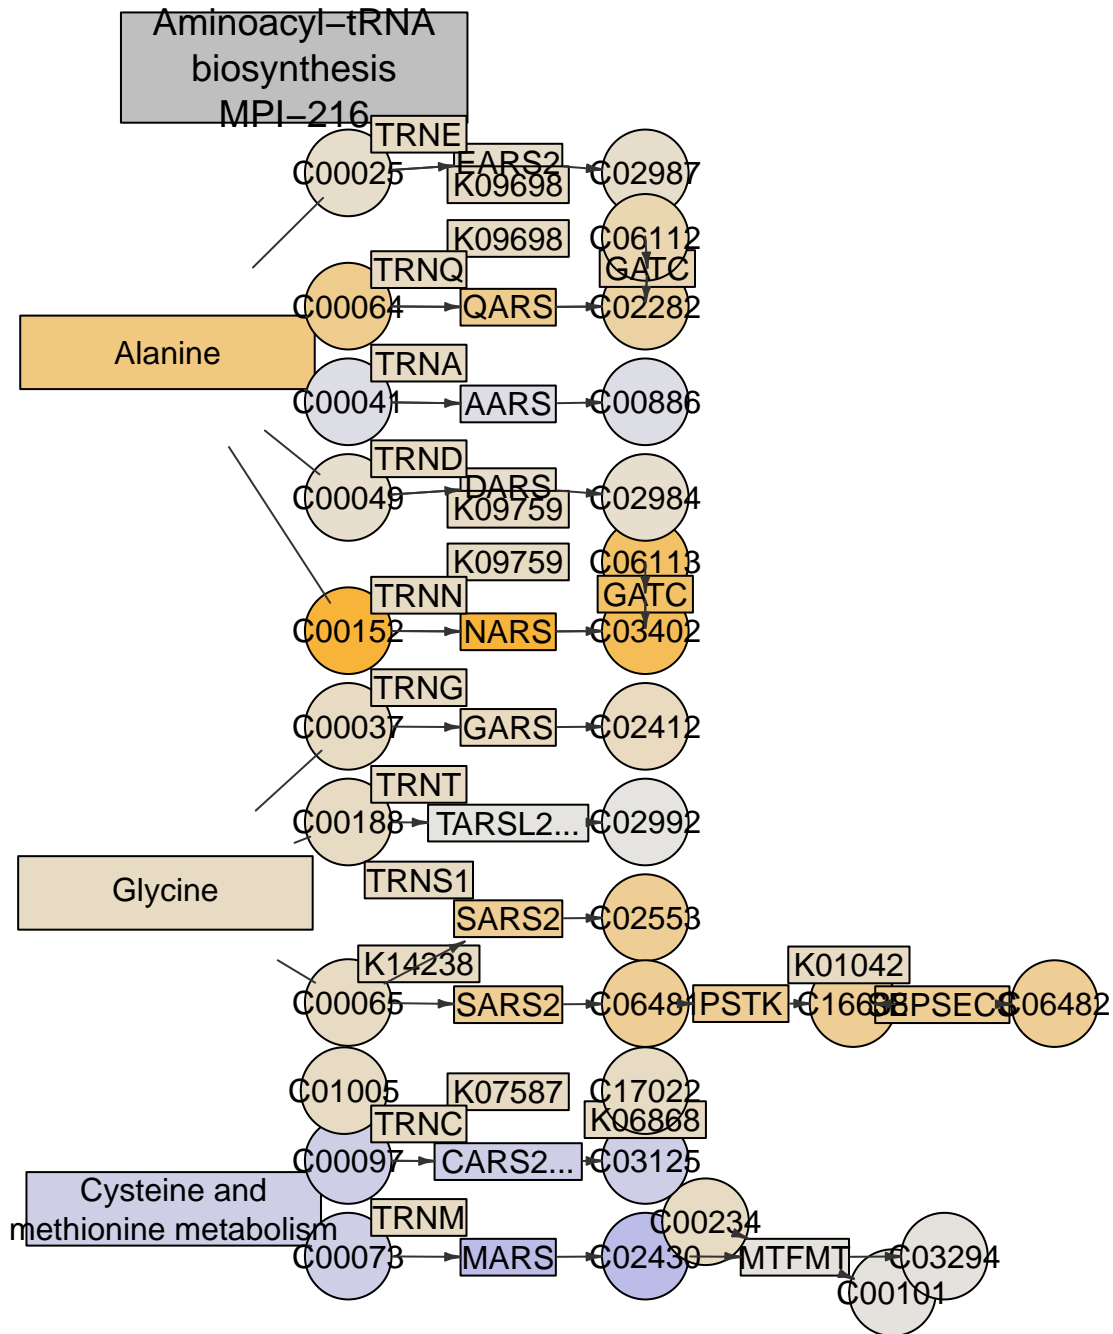 Aminoacyl–tRNA
biosynthesis
MPI–216
TRNE
C00025
EARS2
K09698
C02987
K09698
C06112
TRNQ
GATC
C00064
QARS
C02282
Alanine
TRNA
C00041
AARS
C00886
TRND
C00049
DARS
K09759
C02984
K09759
C06113
TRNN
GATC
C00152
NARS
C03402
TRNG
C00037
GARS
C02412
TRNT
C00188
TARSL2...
C02992
Glycine
TRNS1
SARS2
C02553
K14238
K01042
C00065
SARS2
C06481
PSTK
C16638
SEPSECS
C06482
C01005
K07587
C17022
TRNC
K06868
C00097
CARS2...
C03125
Cysteine and
methionine metabolism
TRNM
C00234
C00073
MARS
C02430
MTFMT
C03294
C00101